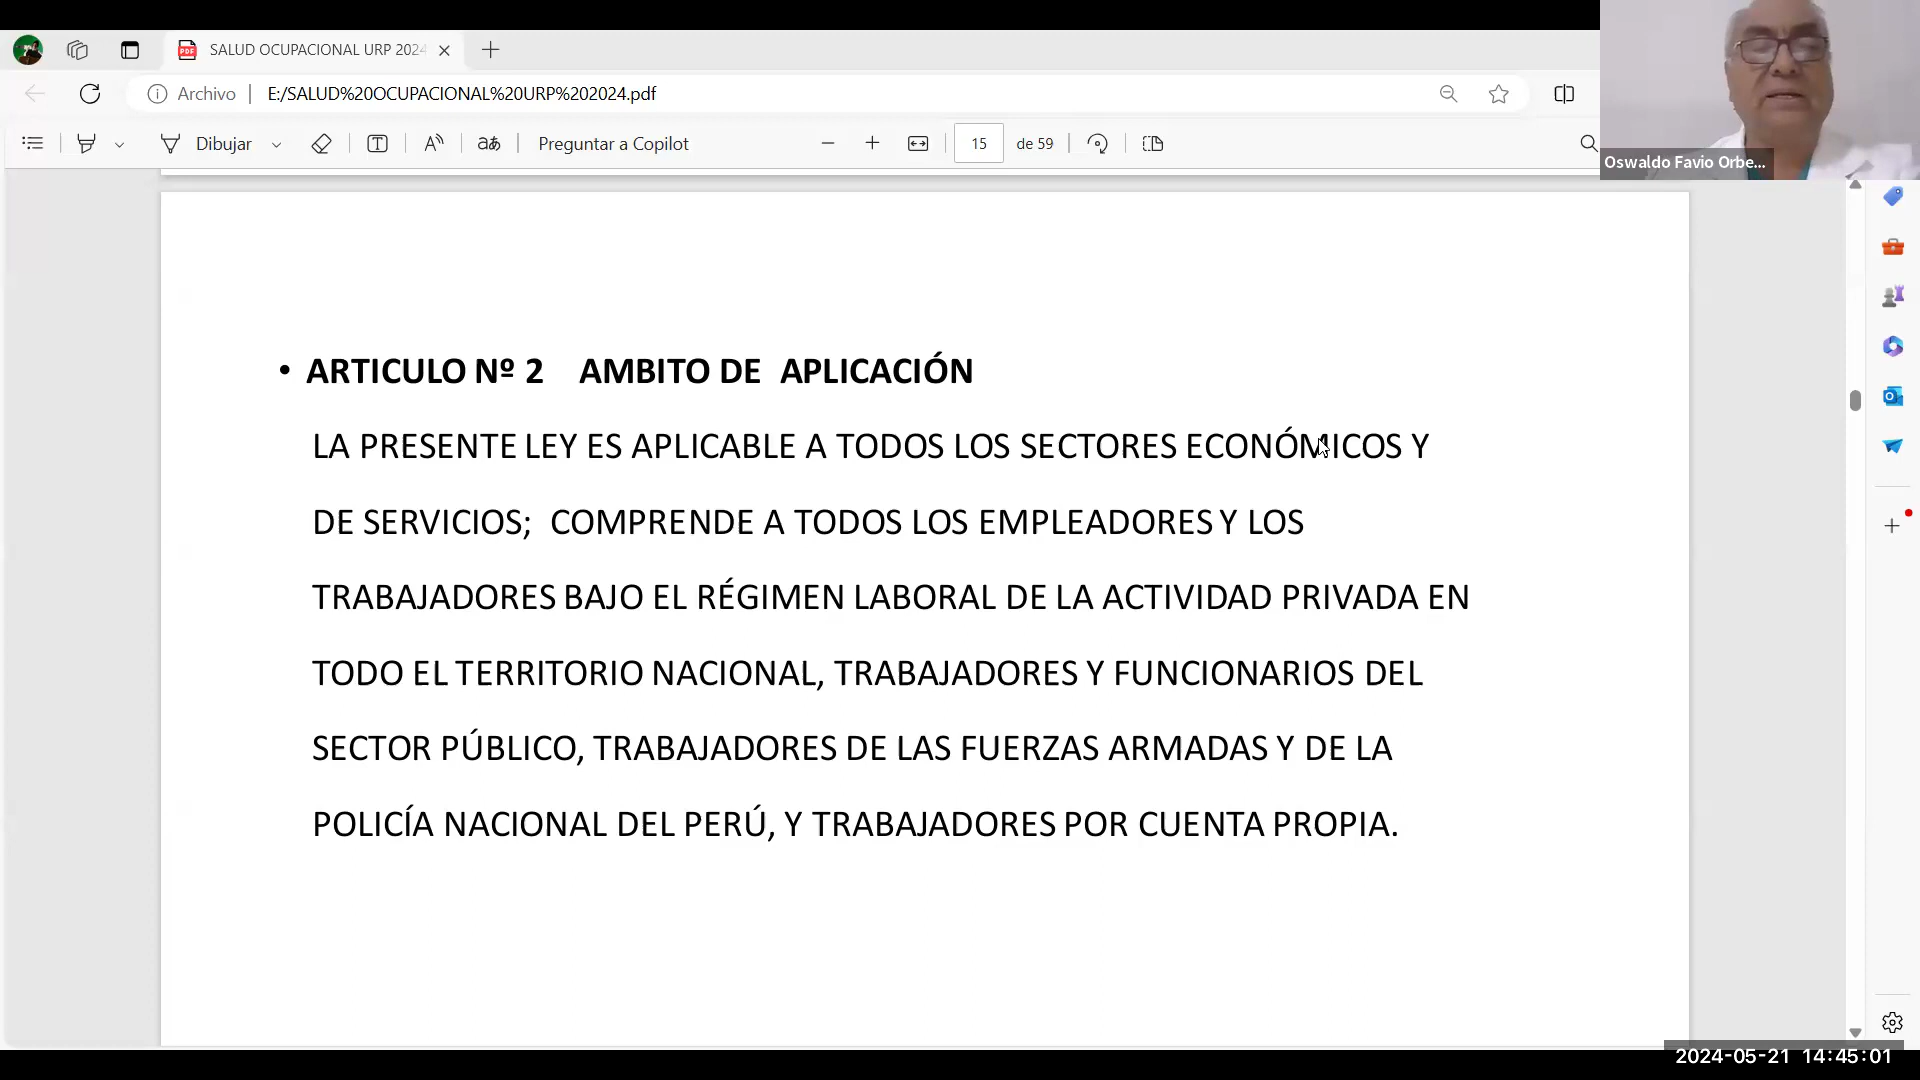 SALUD OCUPACIONAL URP 2024
Archivo
E:/SALUD%20OCUPACIONAL%20URP%202024.pdf
Dibujar
Preguntar a Copilot
15
de 59
Oswaldo Favio Orbe...
• ARTICULO Nº 2 AMBITO DE APLICACIÓN
LA PRESENTE LEY ES APLICABLE A TODOS LOS SECTORES ECONÓMICOS Y
DE SERVICIOS; COMPRENDE A TODOS LOS EMPLEADORES Y LOS
TRABAJADORES BAJO EL RÉGIMEN LABORAL DE LA ACTIVIDAD PRIVADA EN
TODO EL TERRITORIO NACIONAL, TRABAJADORES Y FUNCIONARIOS DEL
SECTOR PÚBLICO, TRABAJADORES DE LAS FUERZAS ARMADAS Y DE LA
POLICÍA NACIONAL DEL PERÚ, Y TRABAJADORES POR CUENTA PROPIA.
2024-05-21 14:45:01